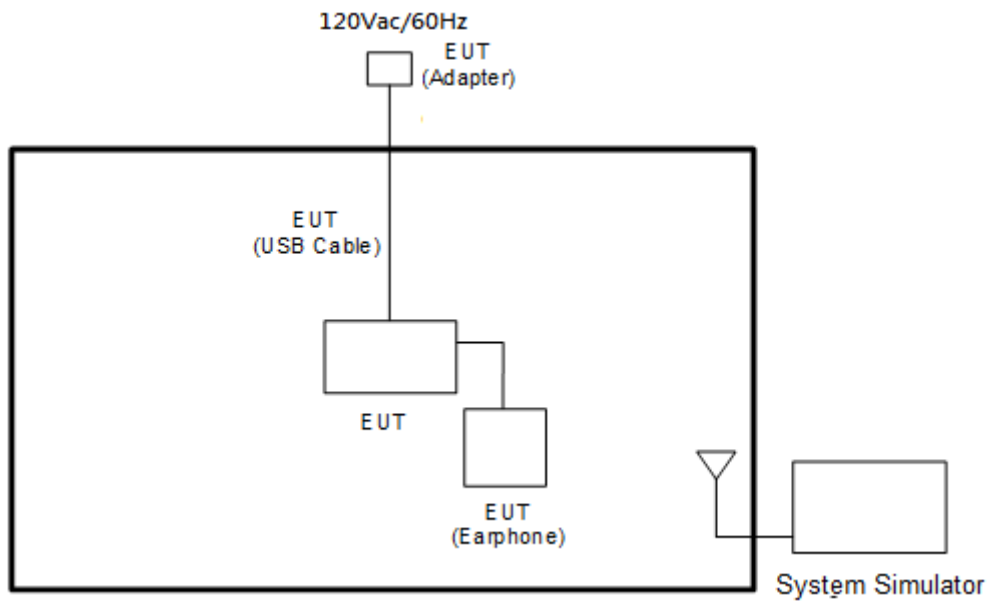 120Vac/60Hz
EUT
(Adapter)
EUT
(USB Cable)
EUT
EUT
(Earphone)
System Simulator